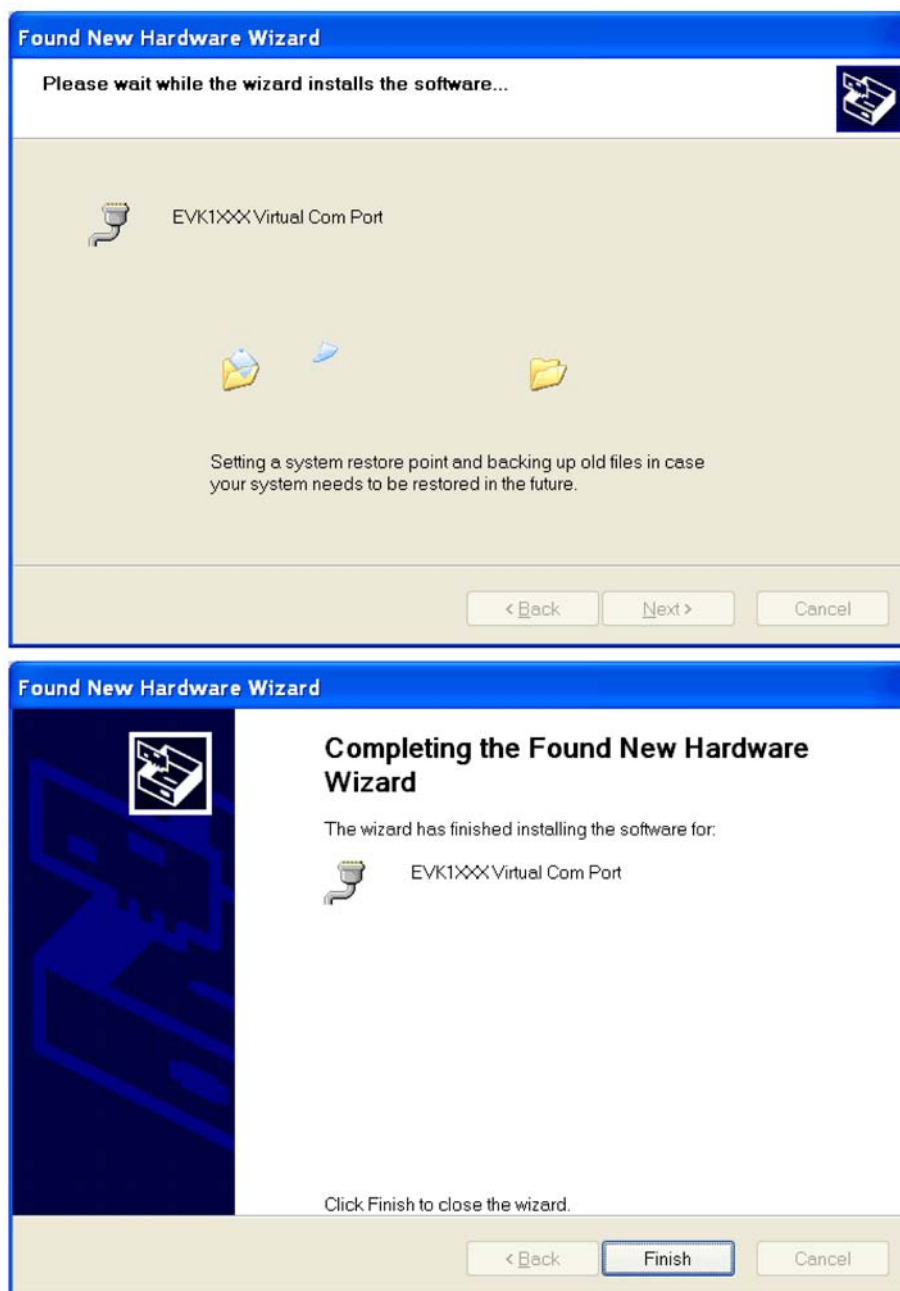 Found New Hardware Wizard
Please wait while the wizard installs the software...
EVK1XXX Virtual Com Port
Setting a system restore point and backing up old files in case
your system needs to be restored in the future.
< Back Next > Cancel
Found New Hardware Wizard
Completing the Found New Hardware
Wizard
The wizard has finished installing the software for:
EVK1XXX Virtual Com Port
Click Finish to close the wizard.
< Back Finish Cancel